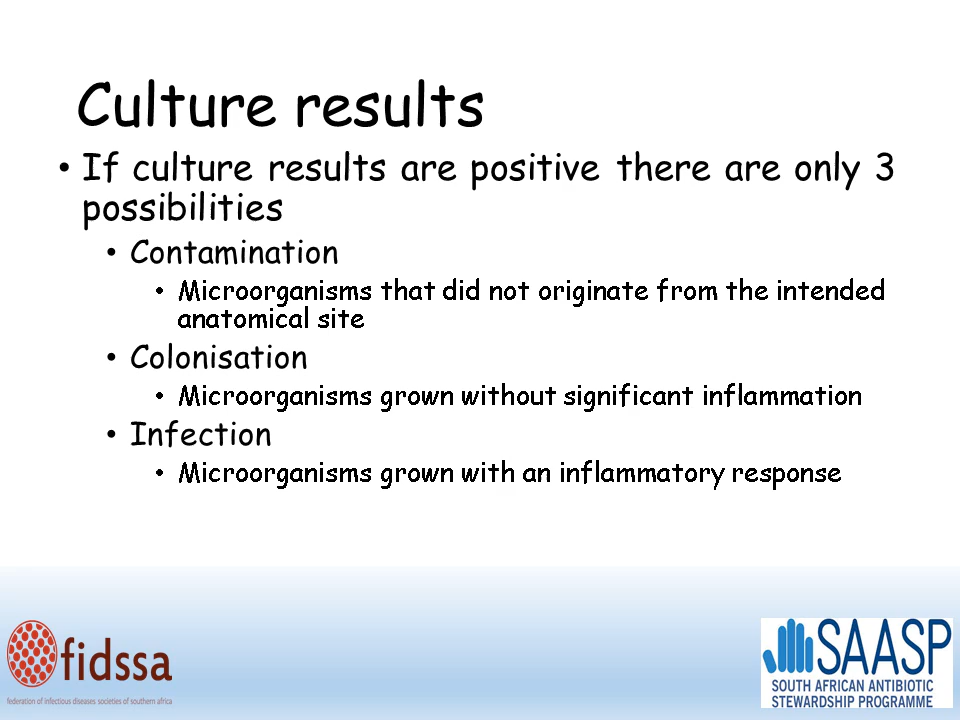 Culture results
• If culture results are positive there are only 3
possibilities
• Contamination
• Microorganisms that did not originate from the intended
anatomical site
• Colonisation
• Microorganisms grown without significant inflammation
• Infection
• Microorganisms grown with an inflammatory response
fidssa
federation of infectious diseases societies of southern africa
SAASP
SOUTH AFRICAN ANTIBIOTIC
STEWARDSHIP PROGRAMME